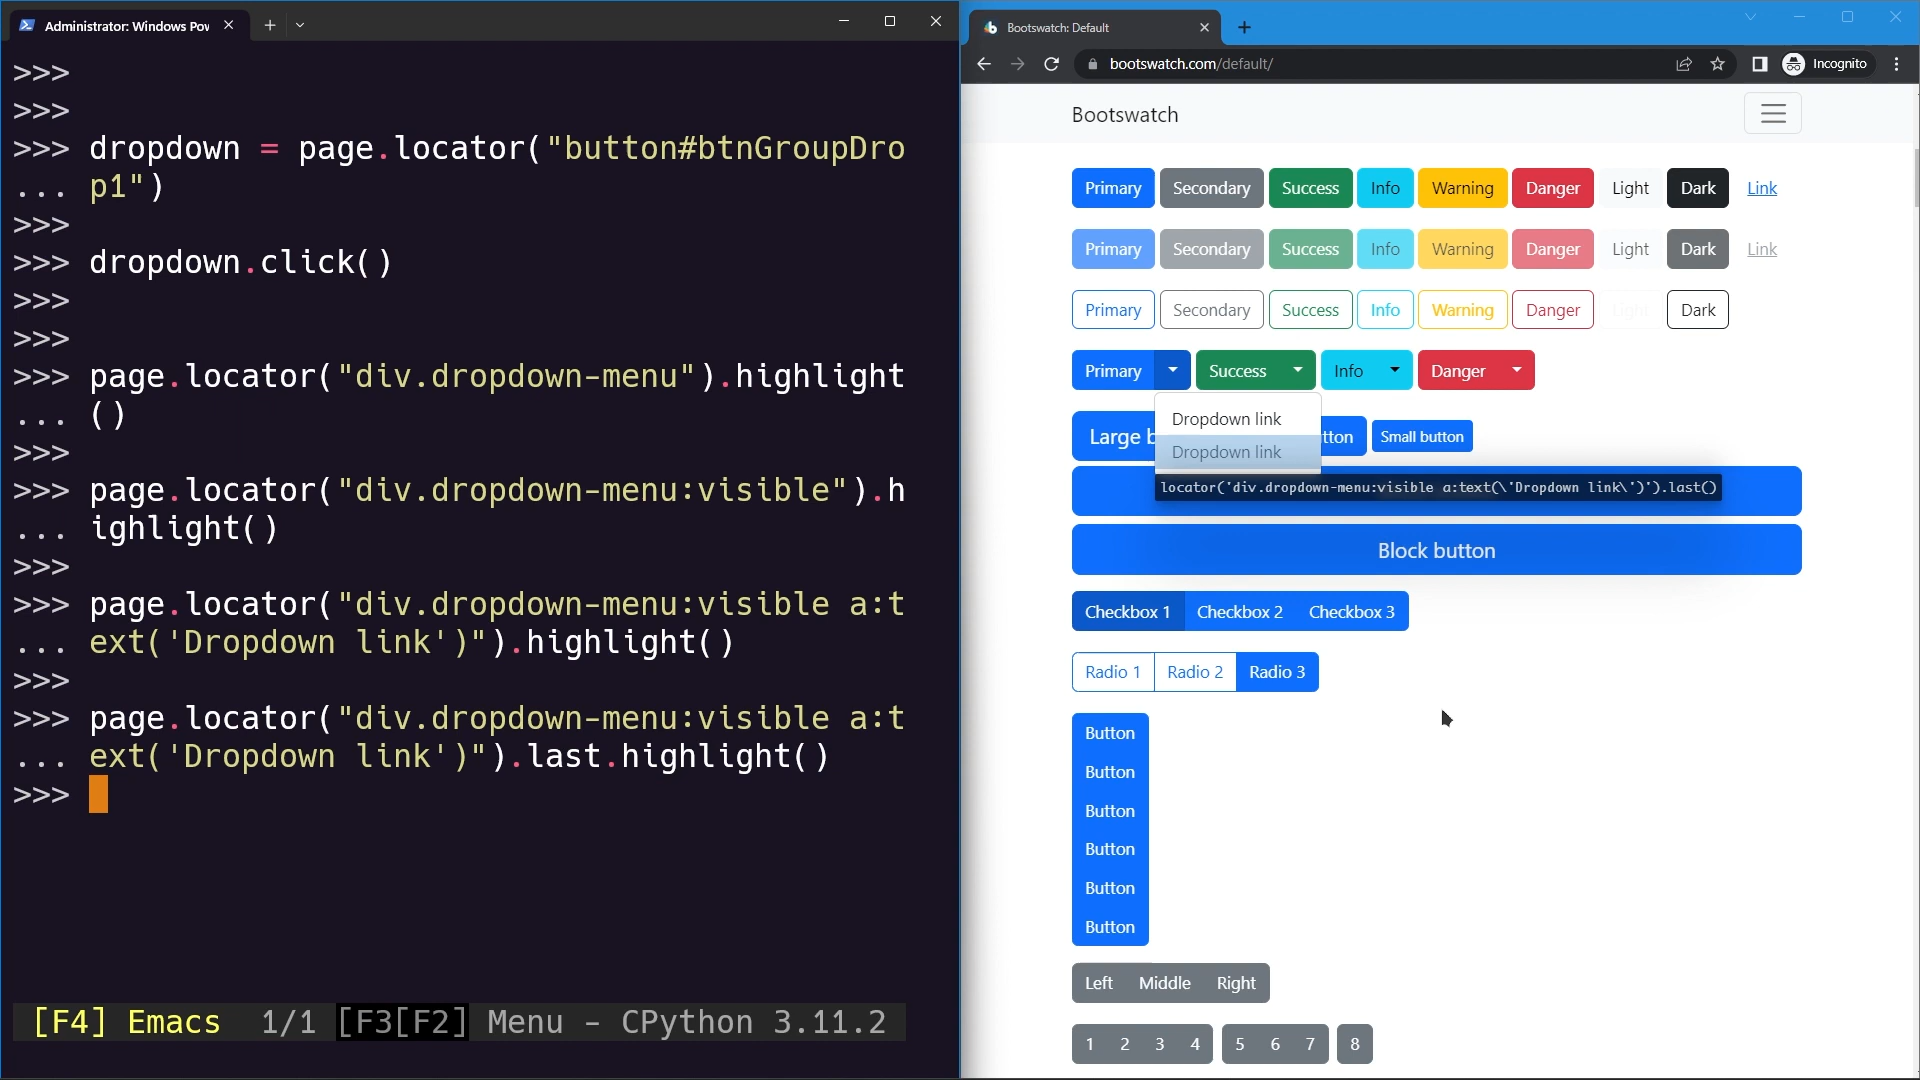 Administrator: Windows Pow
>>>
>>>
>>> dropdown = page.locator("button#btnGroupDro
... p1")
>>>
>>> dropdown.click()
>>>
>>>
>>> page.locator("div.dropdown-menu").highlight
... ()
>>>
>>> page.locator("div.dropdown-menu:visible").h
... ighlight()
>>>
>>> page.locator("div.dropdown-menu:visible a:t
... ext('Dropdown link')").highlight()
>>>
>>> page.locator("div.dropdown-menu:visible a:t
... ext('Dropdown link')").last.highlight()
>>>
[F4] Emacs 1/1 [F3[F2] Menu – CPython 3.11.2
Bootswatch: Default
bootswatch.com/default/ Incognito
Bootswatch
Primary Secondary Success Info Warning Danger Light Dark Link
Primary Secondary Success Info Warning Danger Light Dark Link
Primary Secondary Success Info Warning Danger Light Dark
Primary Success Info Danger
Dropdown link
Large b tton Small button
Dropdown link
locator('div.dropdown-menu:visible a:text(\'Dropdown link\')').last()
Block button
Checkbox 1 Checkbox 2 Checkbox 3
Radio 1 Radio 2 Radio 3
Button
Button
Button
Button
Button
Button
Left Middle Right
1 2 3 4 5 6 7 8